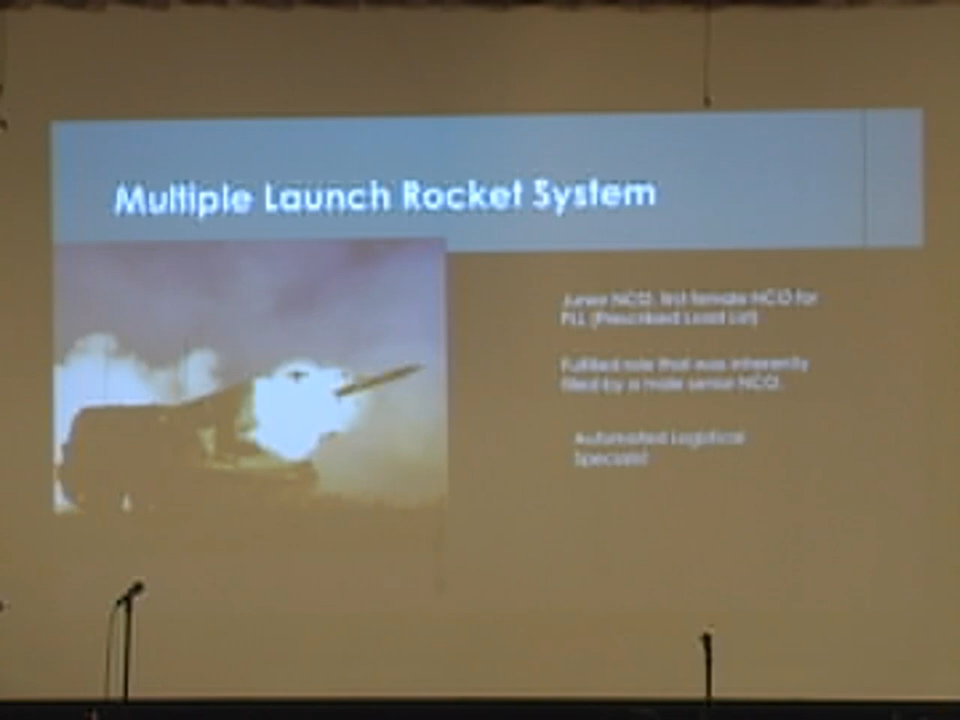 Multiple Launch Rocket System
Junior NCO, first female NCO for
PLL (Prescribed Load List)
Fulfilled role that was inherently
filled by a male senior NCO.
Automated Logistical
Specialist